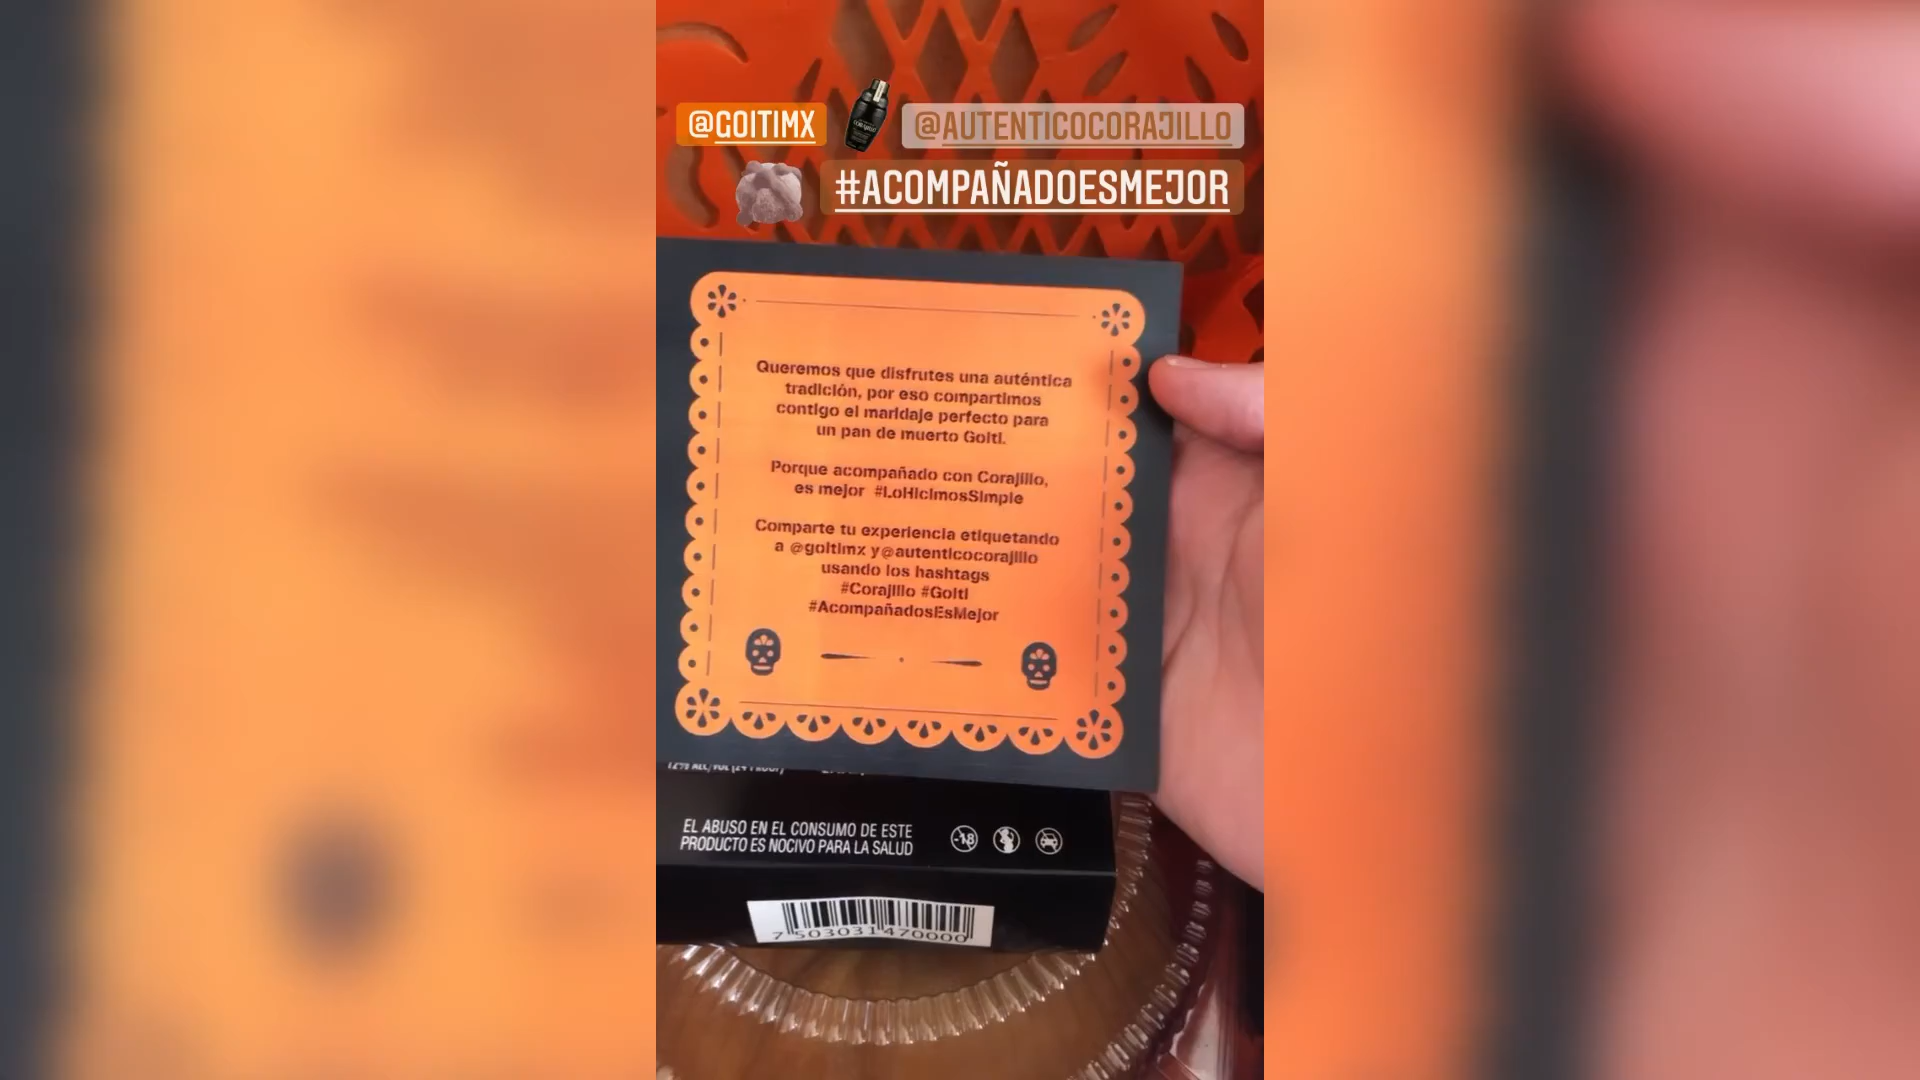 @GOITIMX @AUTENTICOCORAJILLO
#ACOMPAÑADOESMEJOR
Queremos que disfrutes una auténtica
tradición, por eso compartimos
contigo el maridaje perfecto para
un pan de muerto Goiti.
Porque acompañado con Corajillo,
es mejor #LoHicimosSimple
Comparte tu experiencia etiquetando
a @goitimx y@autenticocorajillo
usando los hashtags
#Corajillo #Goiti
#AcompañadosEsMejor
EL ABUSO EN EL CONSUMO DE ESTE
PRODUCTO ES NOCIVO PARA LA SALUD
-18
7 503031470000